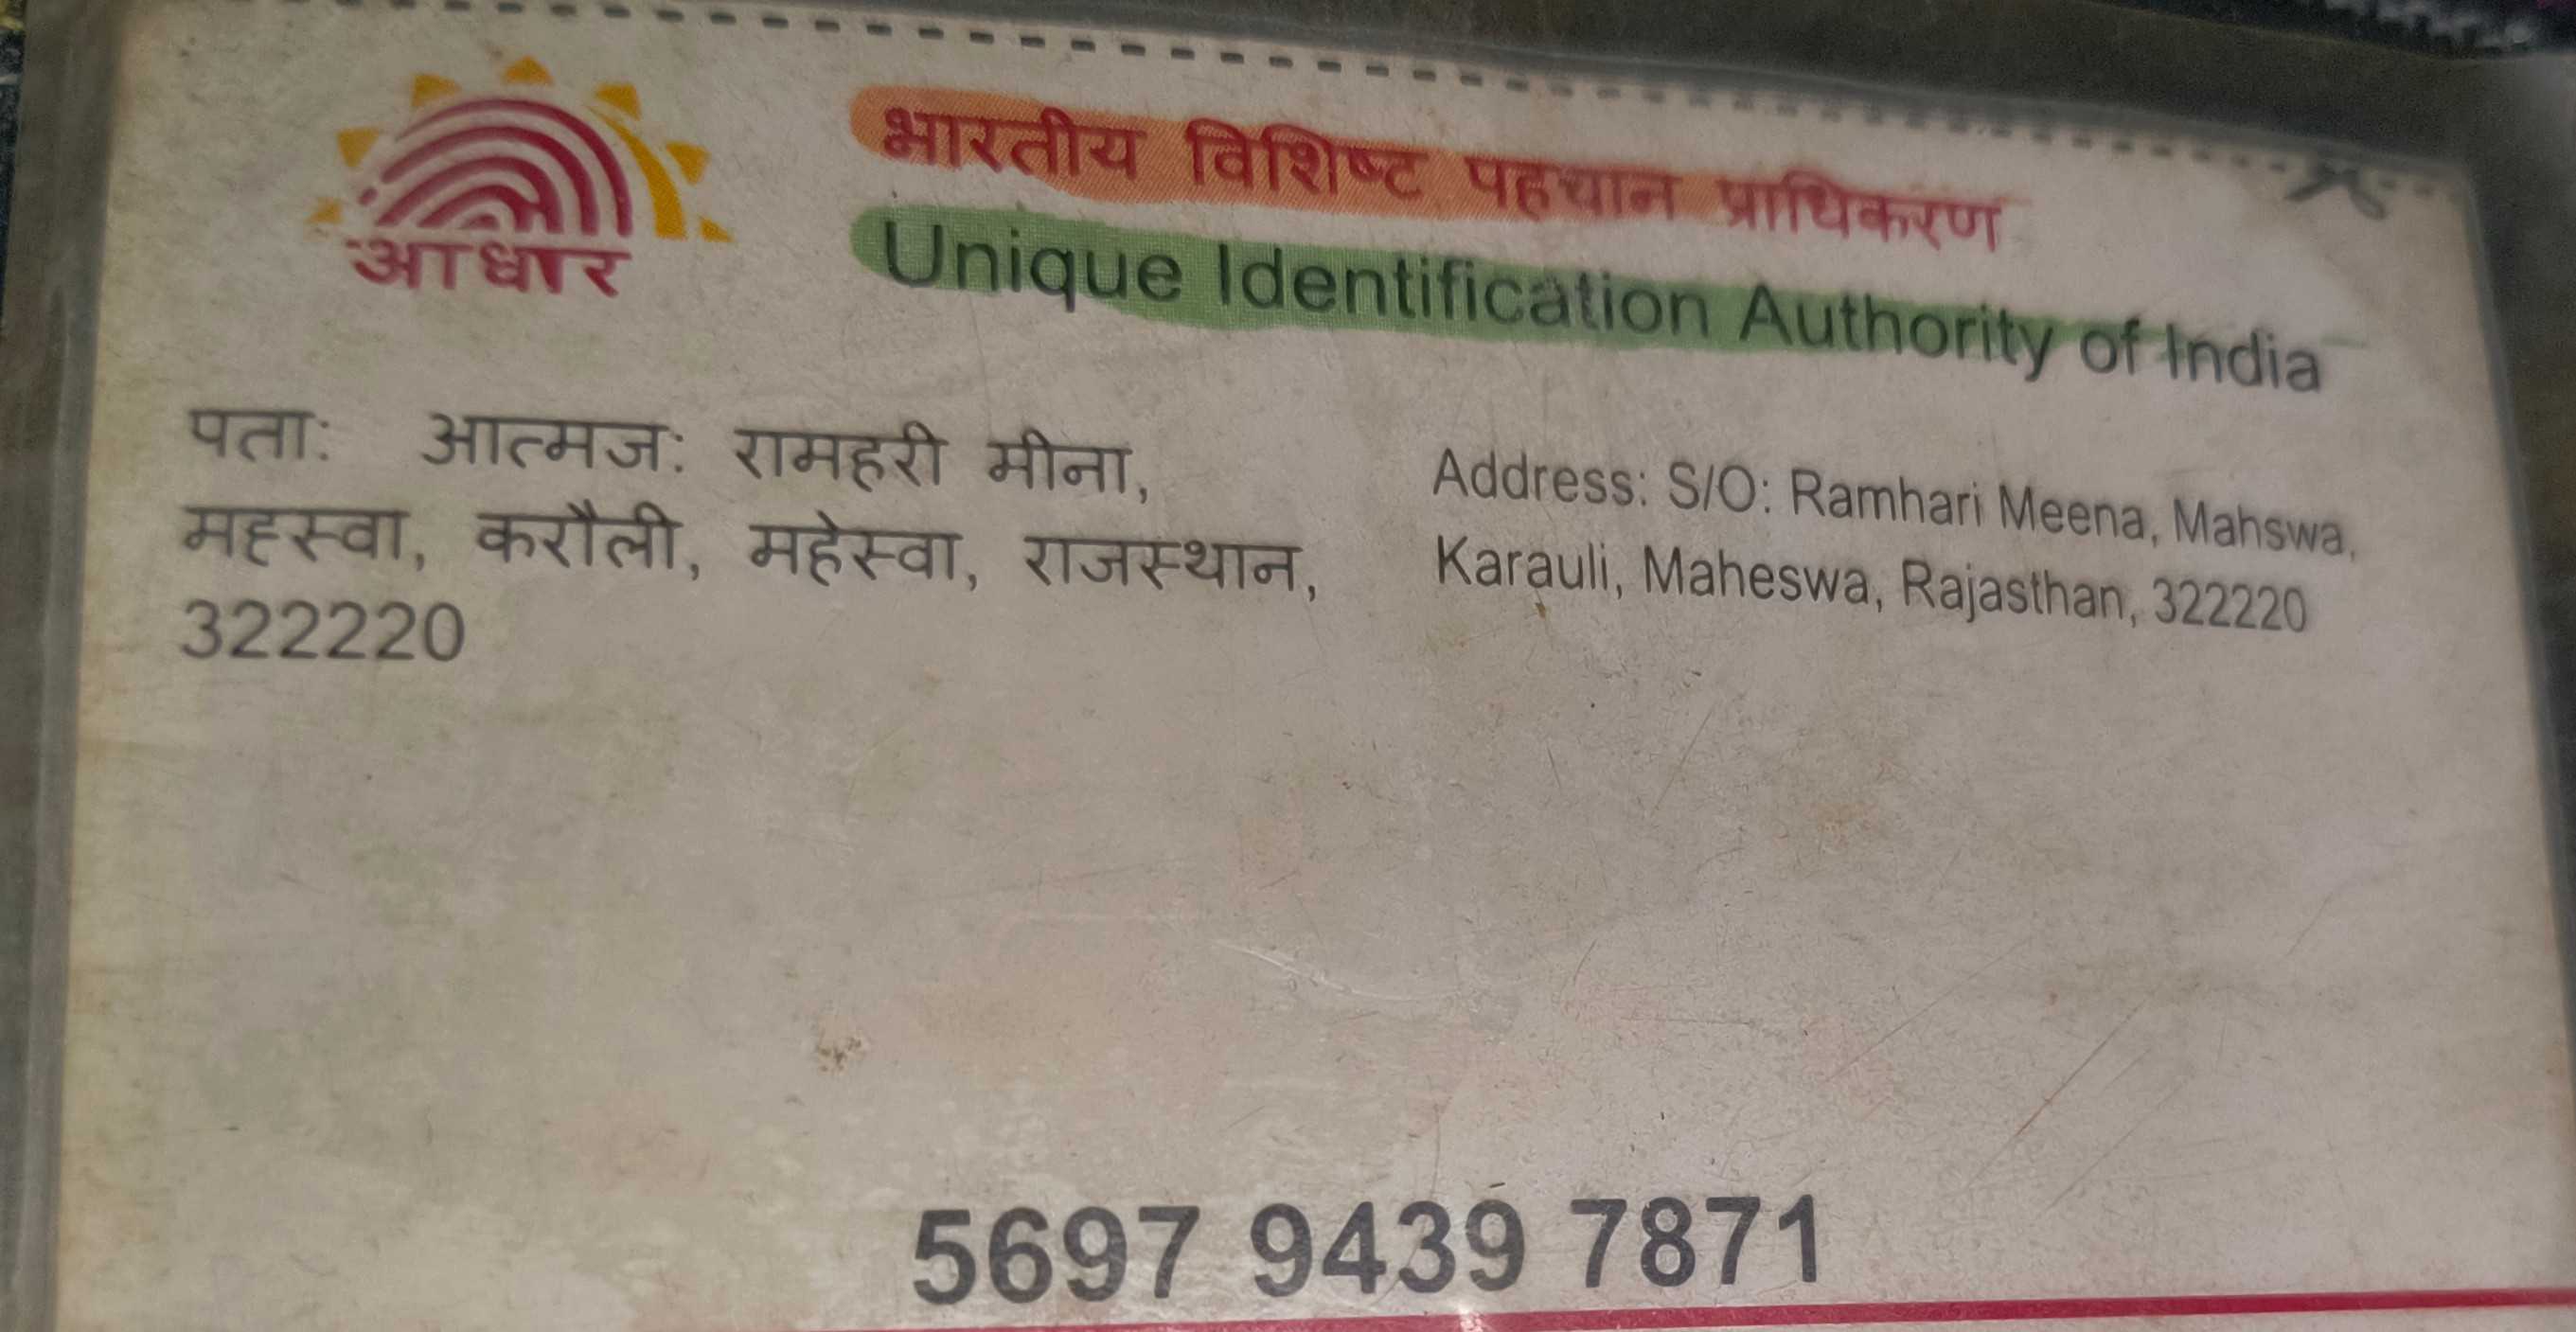 आधार
भारतीय विशिष्ट पहचान प्राधिकरण
Unique Identification Authority of India
पता: आत्मज: रामहरी मीना,
महस्वा, करौली, महेस्वा, राजस्थान,
322220
Address: S/O: Ramhari Meena, Mahswa,
Karauli, Maheswa, Rajasthan, 322220
5697 9439 7871